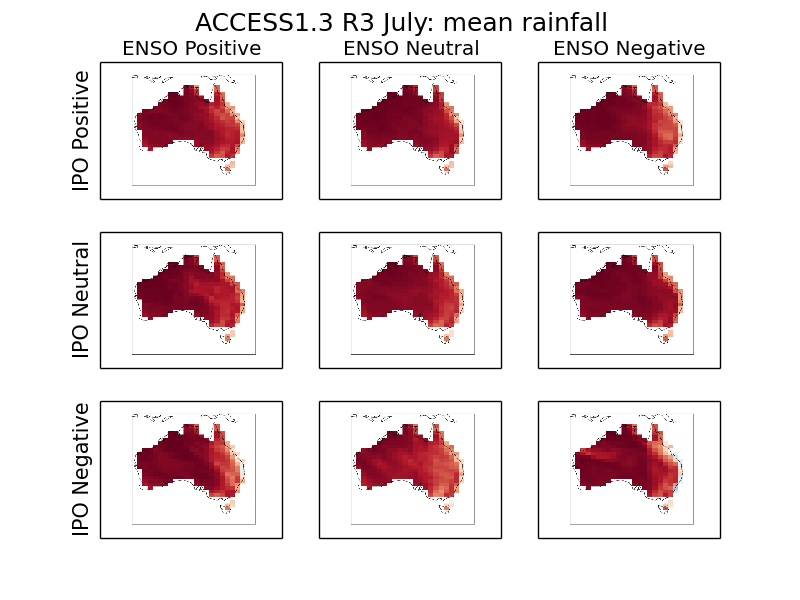 ACCESS1.3 R3 July: mean rainfall
ENSO Positive
ENSO Neutral
ENSO Negative
IPO Positive
IPO Neutral
IPO Negative